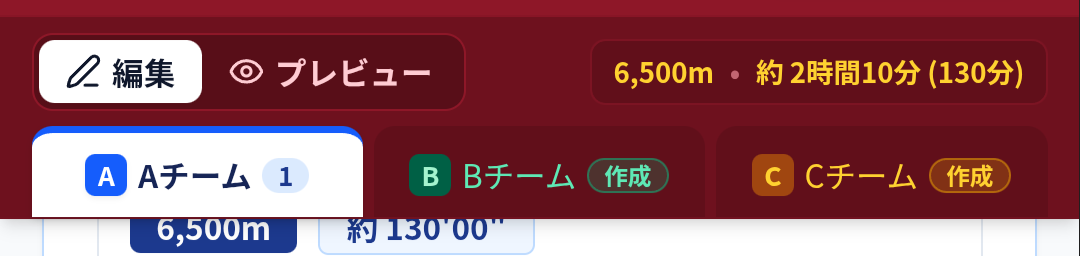 編集 プレビュー 6,500m • 約 2時間10分 (130分)
A Aチーム 1 B Bチーム 作成 C Cチーム 作成
6,500m 約 130'00"